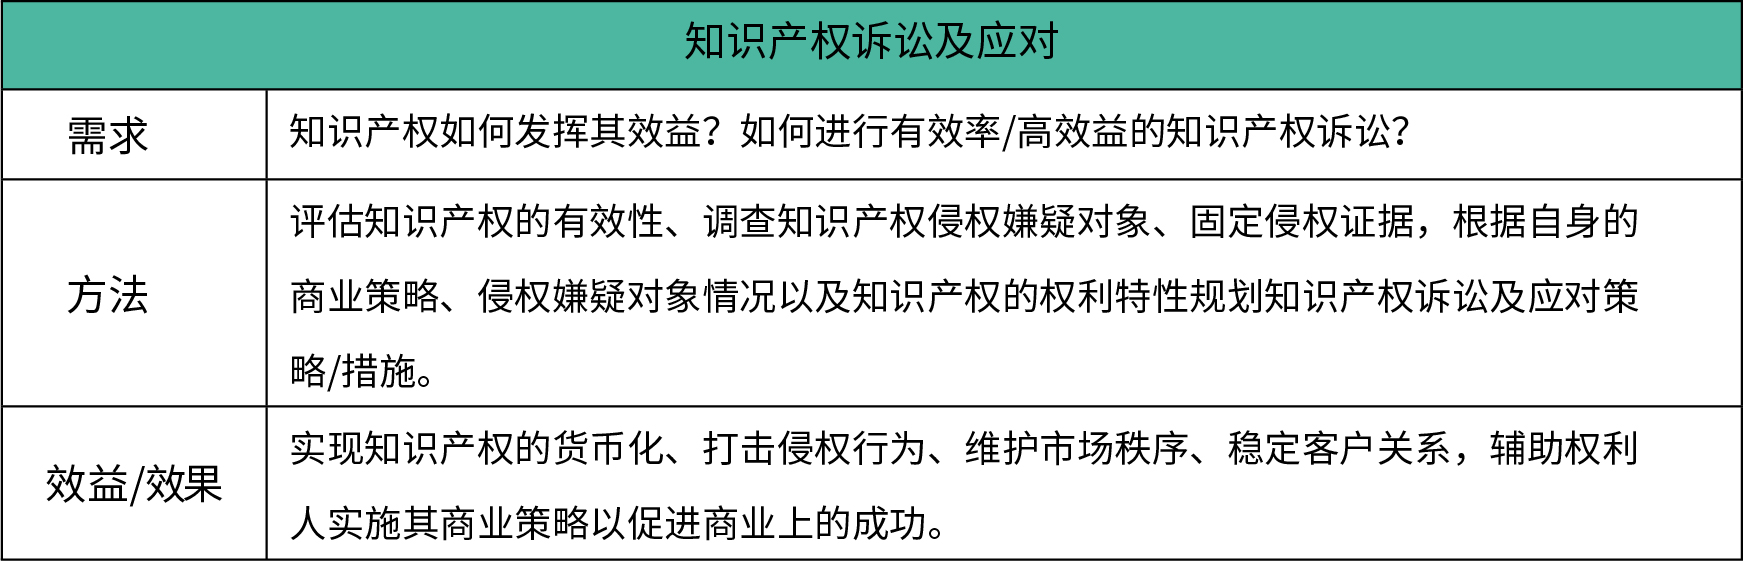 知识产权诉讼及应对
需求
知识产权如何发挥其效益？如何进行有效率/高效益的知识产权诉讼？
方法
评估知识产权的有效性、调查知识产权侵权嫌疑对象、固定侵权证据，根据自身的
商业策略、侵权嫌疑对象情况以及知识产权的权利特性规划知识产权诉讼及应对策
略/措施。
效益/效果
实现知识产权的货币化、打击侵权行为、维护市场秩序、稳定客户关系，辅助权利
人实施其商业策略以促进商业上的成功。